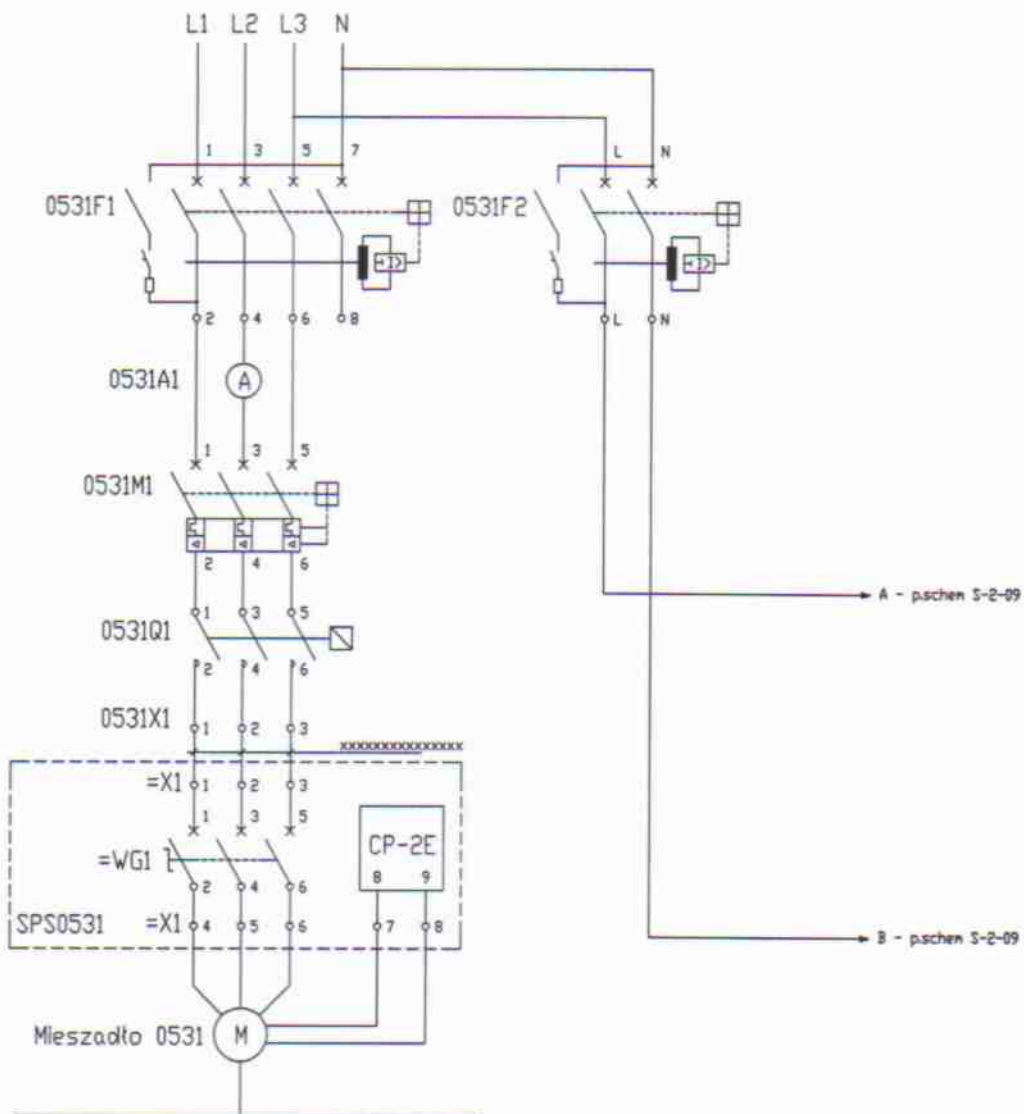 L1 L2 L3 N
1 3 5 7 L N
0531F1 0531F2
I> I>
2 4 6 8 L N
0531A1 A
1 3 5
0531M1
2 4 6
1 3 5
0531Q1
2 4 6
A - p.schem S-2-09
0531X1 1 2 3
xxxxxxxxxxxxxxx
=X1 1 2 3
1 3 5
CP-2E
=WG1
8 9
2 4 6
SPS0531 =X1 4 5 6 7 8
B - p.schem S-2-09
Mieszadło 0531 M